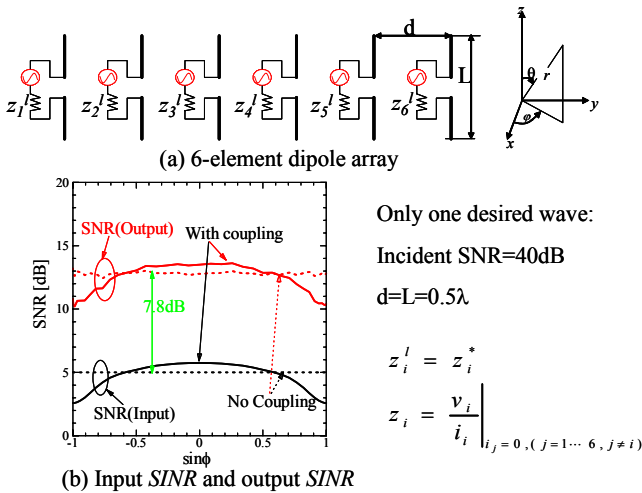 d
L
z₁ˡ z₂ˡ z₃ˡ z₄ˡ z₅ˡ z₆ˡ
z
θ
r
y
φ
x
(a) 6-element dipole array
20
15
10
5
0
SNR [dB]
SNR(Output)
With coupling
7.8dB
SNR(Input)
No Coupling
-1 -0.5 0 0.5 1
sinϕ
(b) Input SINR and output SINR
Only one desired wave:
Incident SNR=40dB
d=L=0.5λ
zᵢˡ = zᵢ*
zᵢ = vᵢ / iᵢ | i_j = 0 , ( j=1⋯ 6 , j≠ i )